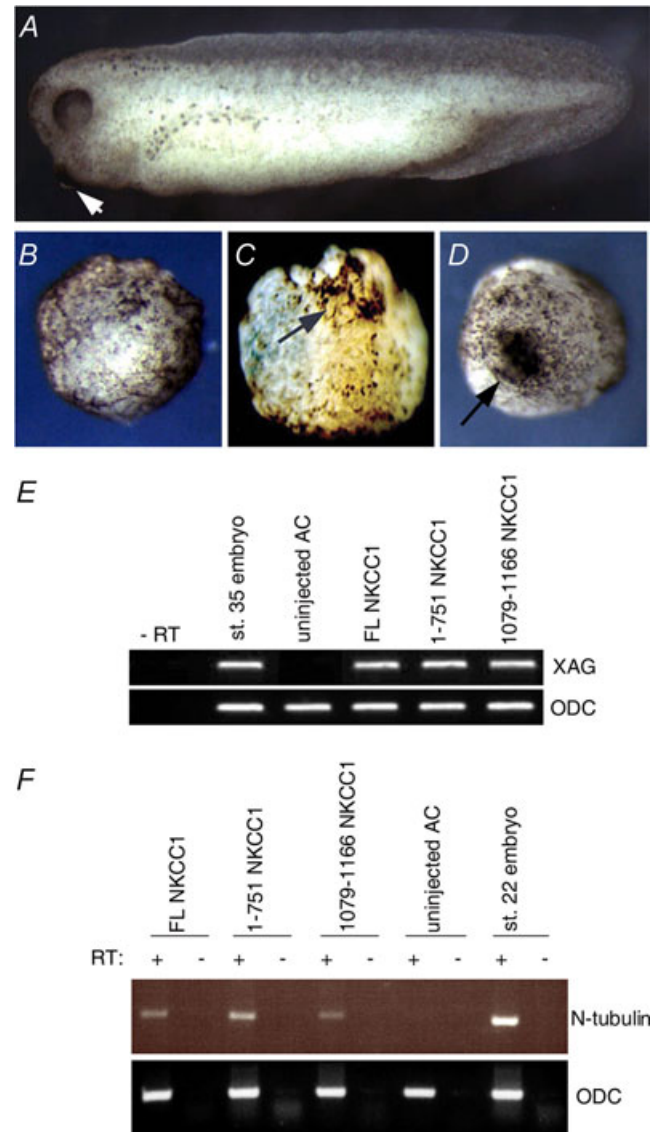 A
B
C
D
E
- RT
st. 35 embryo
uninjected AC
FL NKCC1
1-751 NKCC1
1079-1166 NKCC1
XAG
ODC
F
FL NKCC1
1-751 NKCC1
1079-1166 NKCC1
uninjected AC
st. 22 embryo
RT: + - + - + - + - + -
N-tubulin
ODC